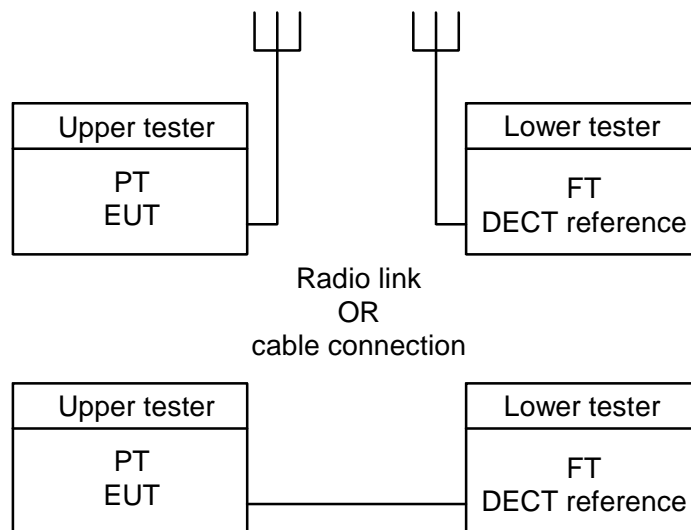 Upper tester
PT
EUT
Lower tester
FT
DECT reference
Radio link
OR
cable connection
Upper tester
PT
EUT
Lower tester
FT
DECT reference